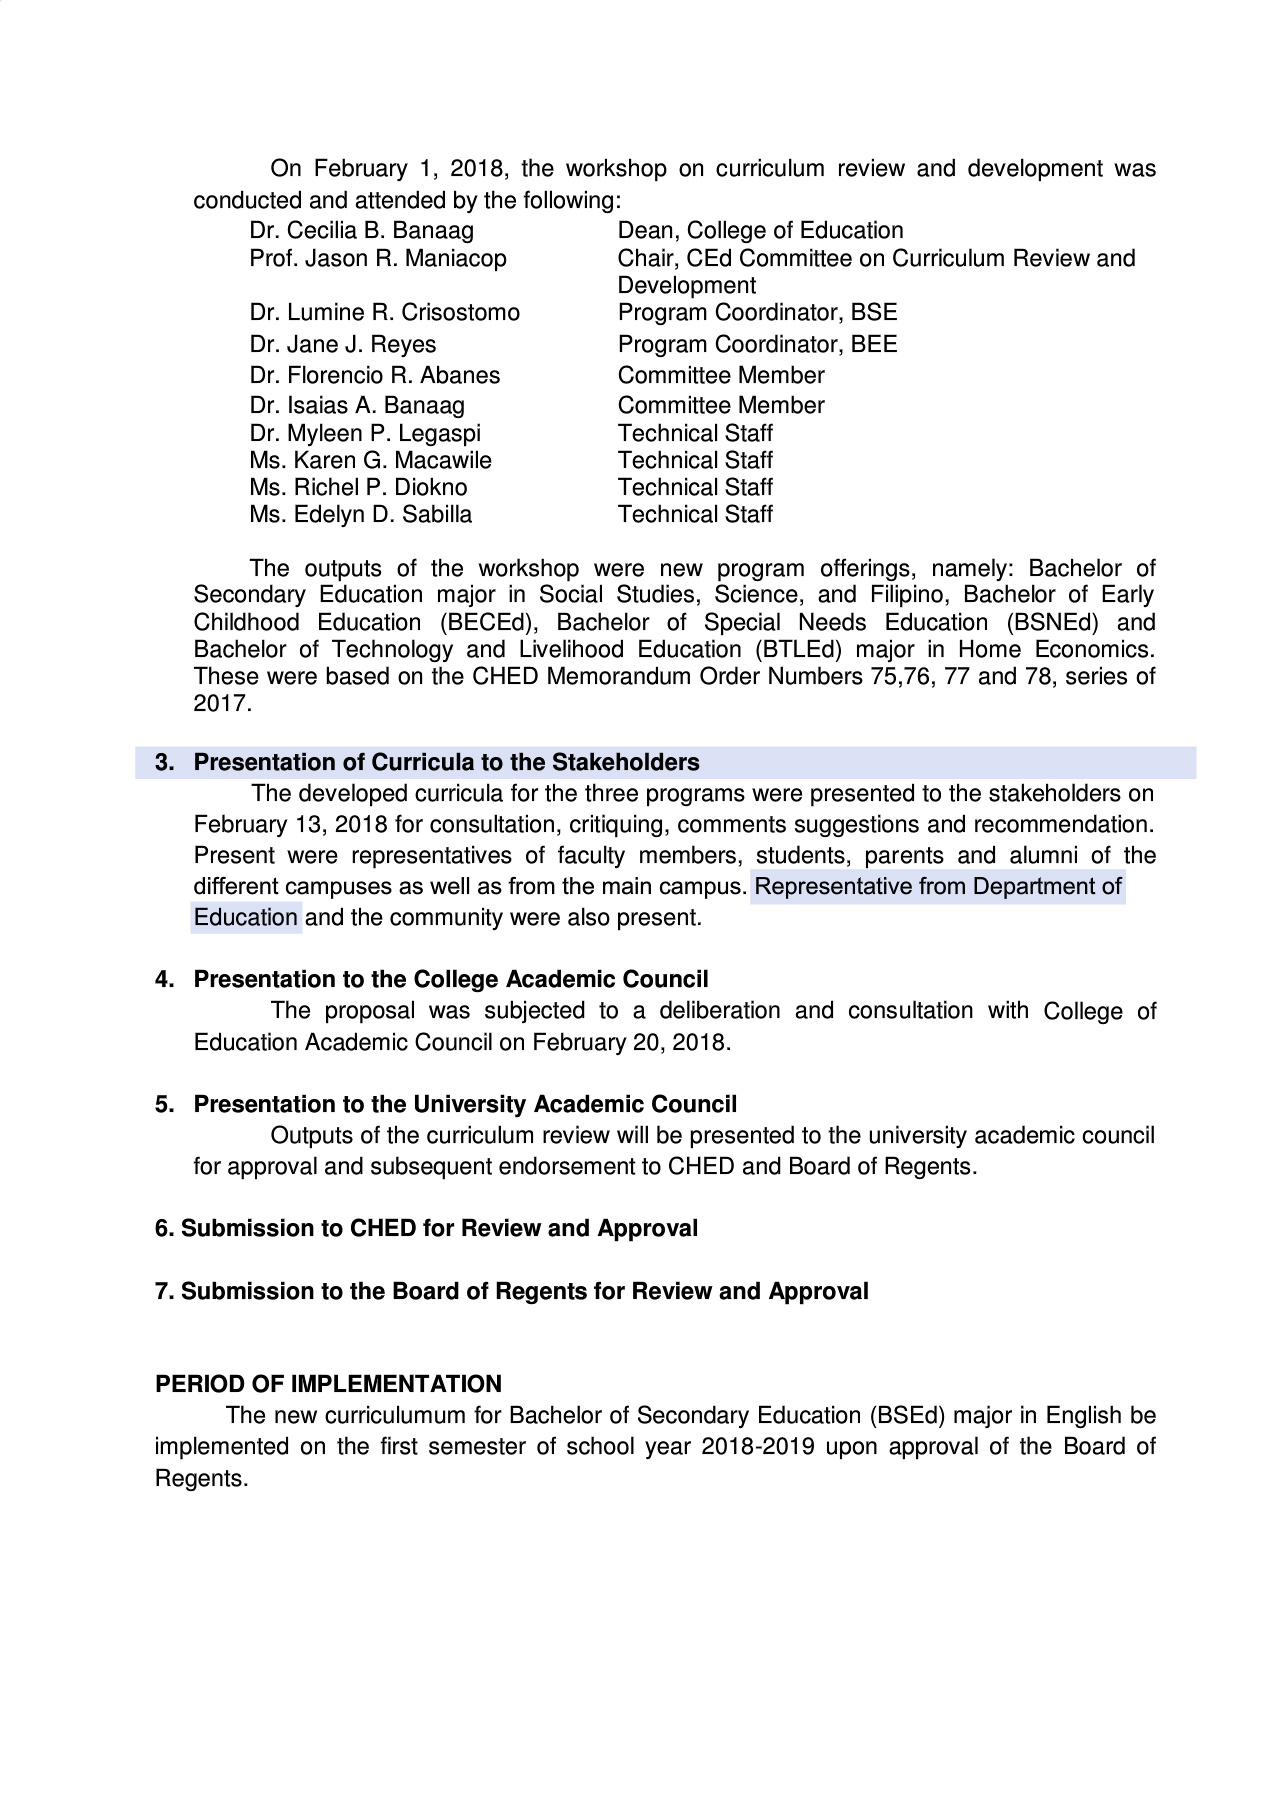 On February 1, 2018, the workshop on curriculum review and development was
conducted and attended by the following:
Dr. Cecilia B. Banaag Dean, College of Education
Prof. Jason R. Maniacop Chair, CEd Committee on Curriculum Review and
Development
Dr. Lumine R. Crisostomo Program Coordinator, BSE
Dr. Jane J. Reyes Program Coordinator, BEE
Dr. Florencio R. Abanes Committee Member
Dr. Isaias A. Banaag Committee Member
Dr. Myleen P. Legaspi Technical Staff
Ms. Karen G. Macawile Technical Staff
Ms. Richel P. Diokno Technical Staff
Ms. Edelyn D. Sabilla Technical Staff
The outputs of the workshop were new program offerings, namely: Bachelor of
Secondary Education major in Social Studies, Science, and Filipino, Bachelor of Early
Childhood Education (BECEd), Bachelor of Special Needs Education (BSNEd) and
Bachelor of Technology and Livelihood Education (BTLEd) major in Home Economics.
These were based on the CHED Memorandum Order Numbers 75,76, 77 and 78, series of
2017.
3. Presentation of Curricula to the Stakeholders
The developed curricula for the three programs were presented to the stakeholders on
February 13, 2018 for consultation, critiquing, comments suggestions and recommendation.
Present were representatives of faculty members, students, parents and alumni of the
different campuses as well as from the main campus. Representative from Department of
Education and the community were also present.
4. Presentation to the College Academic Council
The proposal was subjected to a deliberation and consultation with College of
Education Academic Council on February 20, 2018.
5. Presentation to the University Academic Council
Outputs of the curriculum review will be presented to the university academic council
for approval and subsequent endorsement to CHED and Board of Regents.
6. Submission to CHED for Review and Approval
7. Submission to the Board of Regents for Review and Approval
PERIOD OF IMPLEMENTATION
The new curriculumum for Bachelor of Secondary Education (BSEd) major in English be
implemented on the first semester of school year 2018-2019 upon approval of the Board of
Regents.